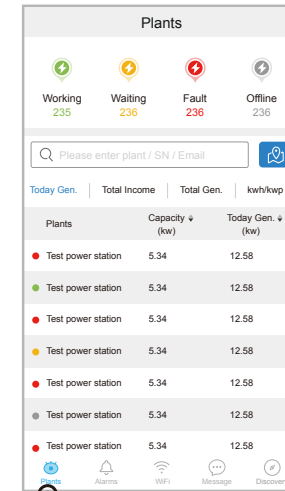 Plants
Working Waiting Fault Offline
235 236 236 236
Please enter plant / SN / Email
Today Gen. Total Income Total Gen. kwh/kwp
Plants Capacity (kw) Today Gen. (kw)
Test power station 5.34 12.58
Test power station 5.34 12.58
Test power station 5.34 12.58
Test power station 5.34 12.58
Test power station 5.34 12.58
Test power station 5.34 12.58
Test power station 5.34 12.58
Plants Alarms WiFi Message Discover